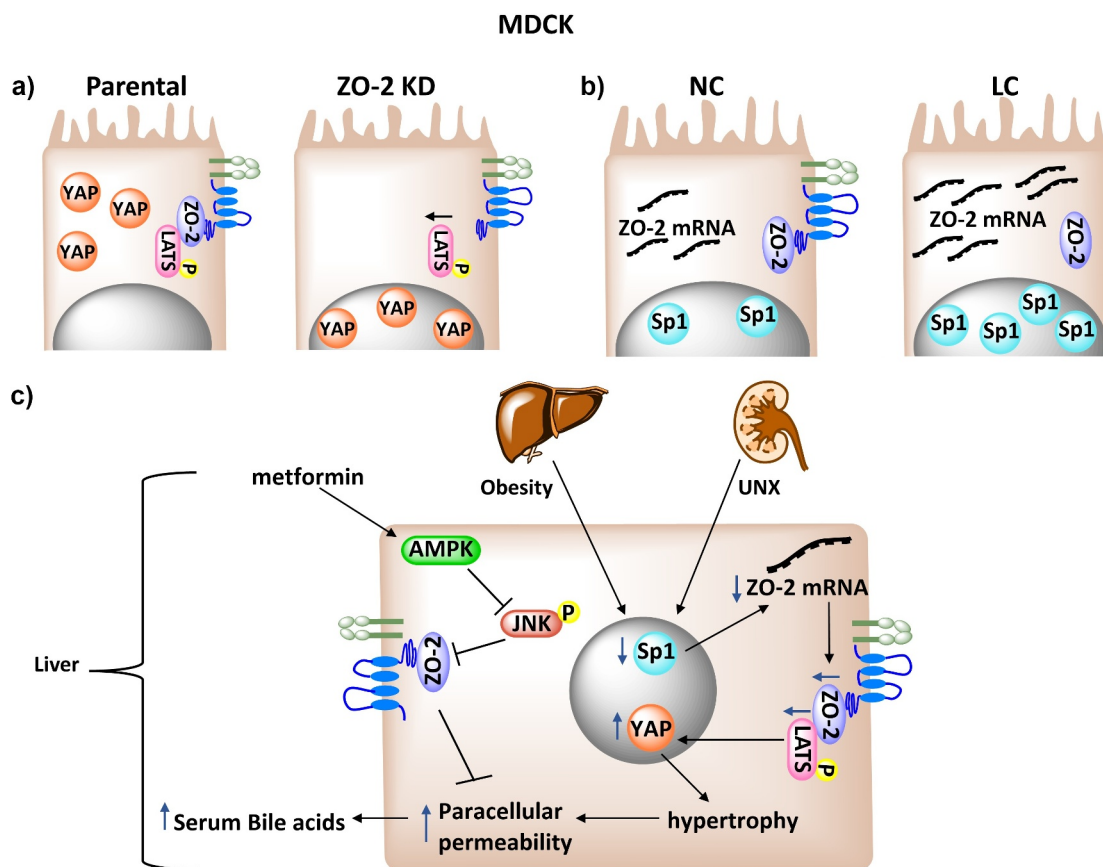 MDCK
a) Parental ZO-2 KD b) NC LC
YAP
YAP
YAP
ZO-2
LATS
P
LATS
P
YAP
YAP
YAP
ZO-2 mRNA
ZO-2
Sp1
Sp1
ZO-2 mRNA
ZO-2
Sp1
Sp1
Sp1
Sp1
c)
metformin
Obesity
UNX
AMPK
JNK
P
ZO-2
Liver
Sp1
YAP
ZO-2 mRNA
ZO-2
LATS
P
Serum Bile acids
Paracellular
permeability
hypertrophy